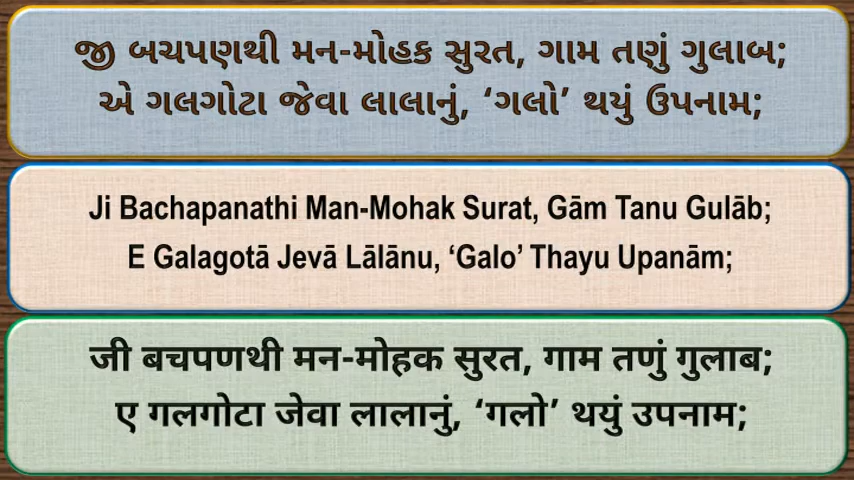 જી બચપણથી મન-મોહક સુરત, ગામ તણું ગુલાબ;
એ ગલગોટા જેવા લાલાનું, ‘ગલો’ થયું ઉપનામ;
Ji Bachapanathi Man-Mohak Surat, Gām Tanu Gulāb;
E Galagotā Jevā Lālānu, ‘Galo’ Thayu Upanām;
जी बचपणथी मन-मोहक सुरत, गाम तणुं गुलाब;
ए गलगोटा जेवा लालानुं, ‘गलो’ थयुं उपनाम;